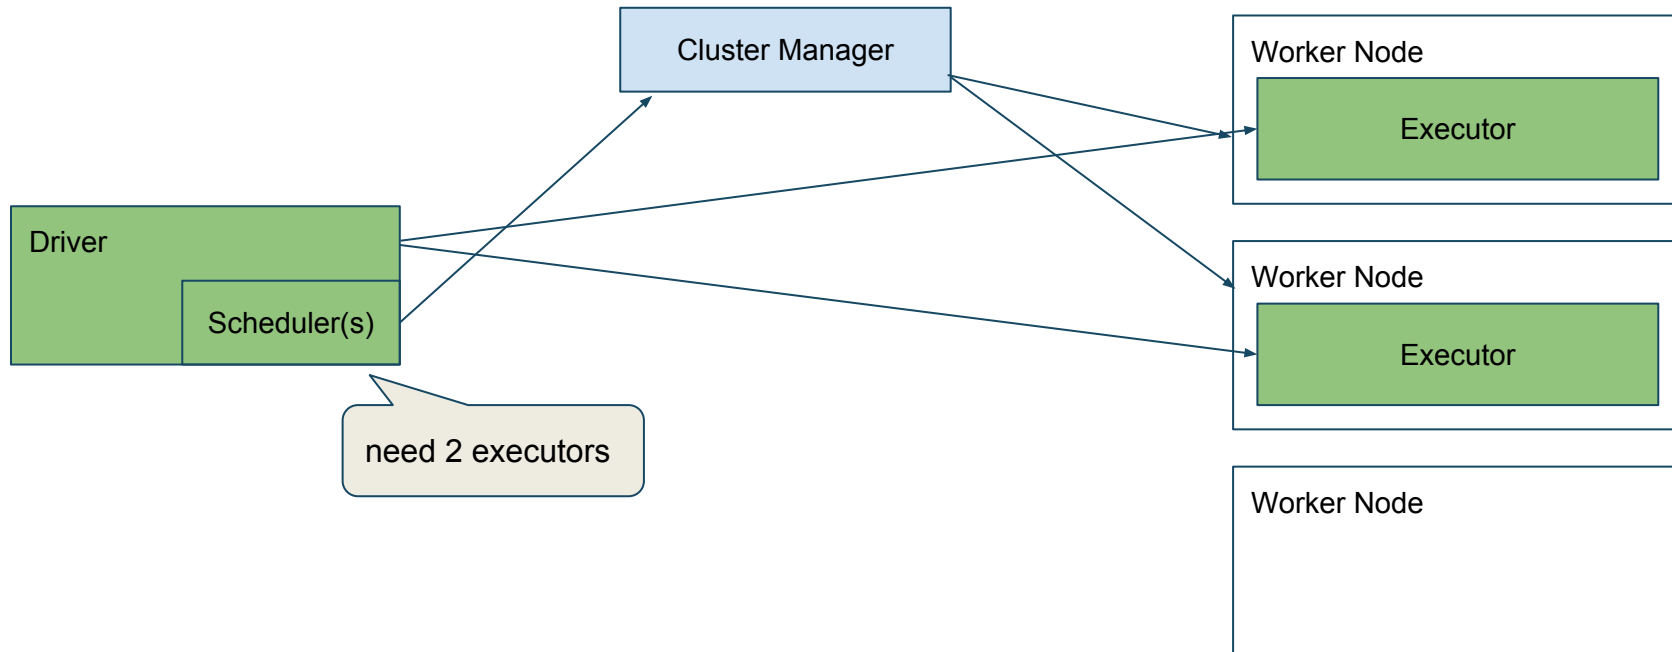 Cluster Manager
Worker Node
Executor
Driver
Scheduler(s)
need 2 executors
Worker Node
Executor
Worker Node